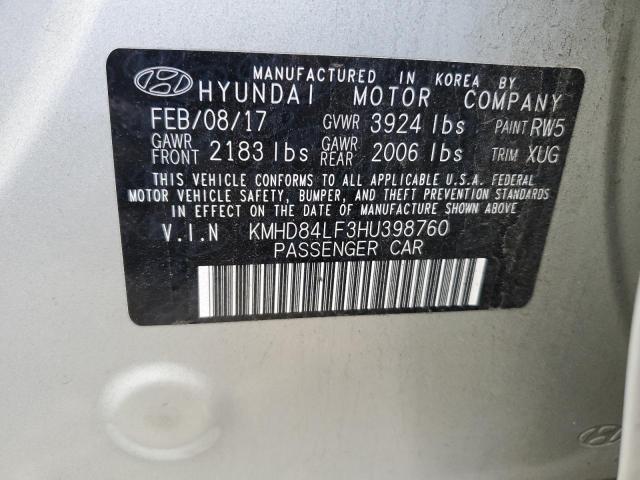 MANUFACTURED IN KOREA BY
HYUNDAI MOTOR COMPANY
FEB/08/17 GVWR 3924 lbs PAINT RW5
GAWR FRONT 2183 lbs GAWR REAR 2006 lbs TRIM XUG
THIS VEHICLE CONFORMS TO ALL APPLICABLE U.S.A. FEDERAL
MOTOR VEHICLE SAFETY, BUMPER, AND THEFT PREVENTION STANDARDS
IN EFFECT ON THE DATE OF MANUFACTURE SHOWN ABOVE.
V.I.N KMHD84LF3HU398760
PASSENGER CAR